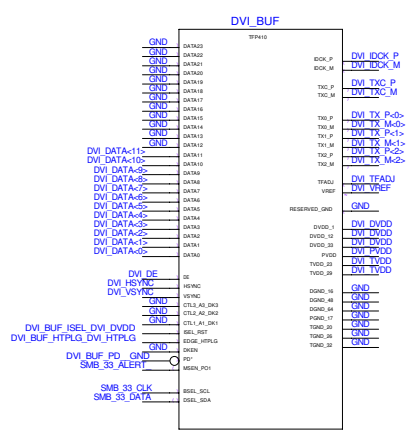 DVI_BUF
TFP410
GND DATA23
GND DATA22
GND DATA21
GND DATA20
GND DATA19
GND DATA18
GND DATA17
GND DATA16
GND DATA15
GND DATA14
GND DATA13
GND DATA12
DVI_DATA<11> DATA11
DVI_DATA<10> DATA10
DVI_DATA<9> DATA9
DVI_DATA<8> DATA8
DVI_DATA<7> DATA7
DVI_DATA<6> DATA6
DVI_DATA<5> DATA5
DVI_DATA<4> DATA4
DVI_DATA<3> DATA3
DVI_DATA<2> DATA2
DVI_DATA<1> DATA1
DVI_DATA<0> DATA0
DVI_DE DE
DVI_HSYNC HSYNC
DVI_VSYNC VSYNC
GND CTL3_A3_DK3
GND CTL2_A2_DK2
GND CTL1_A1_DK1
DVI_BUF_ISEL_DVI_DVDD ISEL_RST
DVI_BUF_HTPLG_DVI_HTPLG EDGE_HTPLG
GND DKEN
DVI_BUF_PD__GND PD*
SMB_33_ALERT_ MSEN_PO1
SMB_33_CLK BSEL_SCL
SMB_33_DATA DSEL_SDA
IDCK_P DVI_IDCK_P
IDCK_M DVI_IDCK_M
TXC_P DVI_TXC_P
TXC_M DVI_TXC_M
TX0_P DVI_TX_P<0>
TX0_M DVI_TX_M<0>
TX1_P DVI_TX_P<1>
TX1_M DVI_TX_M<1>
TX2_P DVI_TX_P<2>
TX2_M DVI_TX_M<2>
TFADJ DVI_TFADJ
VREF DVI_VREF
RESERVED_GND GND
DVDD_1 DVI_DVDD
DVDD_12 DVI_DVDD
DVDD_33 DVI_DVDD
PVDD DVI_PVDD
TVDD_23 DVI_TVDD
TVDD_29 DVI_TVDD
DGND_16 GND
DGND_48 GND
DGND_64 GND
PGND_17 GND
TGND_20 GND
TGND_26 GND
TGND_32 GND